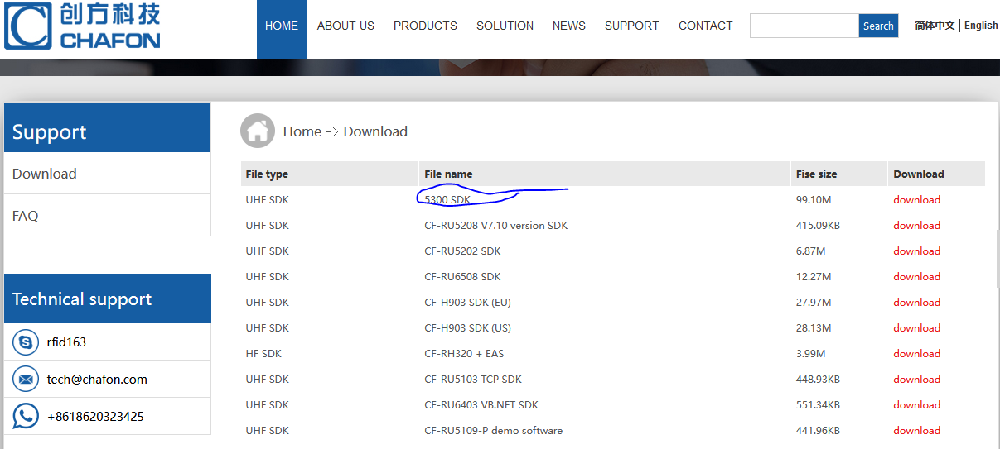 创方科技
CHAFON
HOME ABOUT US PRODUCTS SOLUTION NEWS SUPPORT CONTACT Search 简体中文 | English
Support
Download
FAQ
Technical support
rfid163
tech@chafon.com
+8618620323425
Home -> Download
File type File name Fise size Download
UHF SDK 5300 SDK 99.10M download
UHF SDK CF-RU5208 V7.10 version SDK 415.09KB download
UHF SDK CF-RU5202 SDK 6.87M download
UHF SDK CF-RU6508 SDK 12.27M download
UHF SDK CF-H903 SDK (EU) 27.97M download
UHF SDK CF-H903 SDK (US) 28.13M download
HF SDK CF-RH320 + EAS 3.99M download
UHF SDK CF-RU5103 TCP SDK 448.93KB download
UHF SDK CF-RU6403 VB.NET SDK 551.34KB download
UHF SDK CF-RU5109-P demo software 441.96KB download